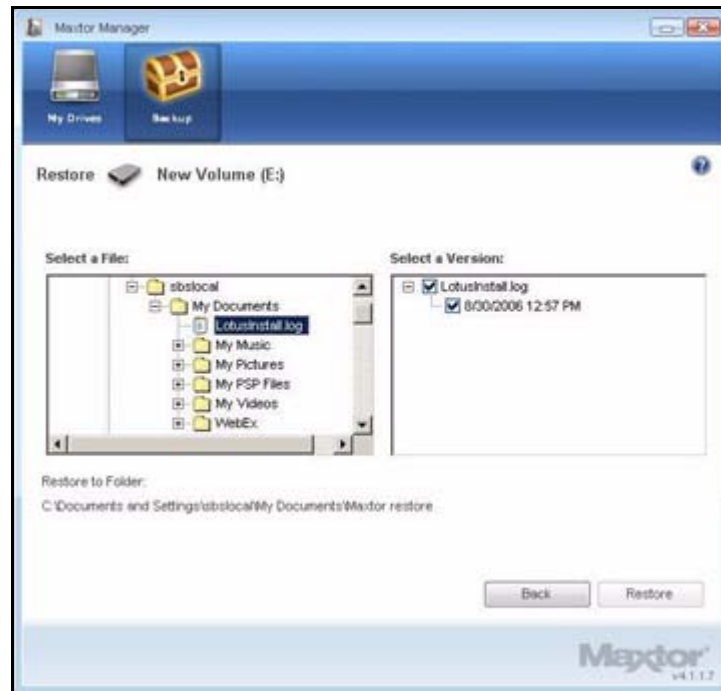 Maxtor Manager
My Drives
Backup
Restore New Volume (E:)
Select a File:
Select a Version:
sbslocal
My Documents
LotusInstall.log
My Music
My Pictures
My PSP Files
My Videos
WebEx
LotusInstall.log
8/30/2006 12:57 PM
Restore to Folder:
C:\Documents and Settings\sbslocal\My Documents\Maxtor restore
Back
Restore
Maxtor
v4.1.1.7